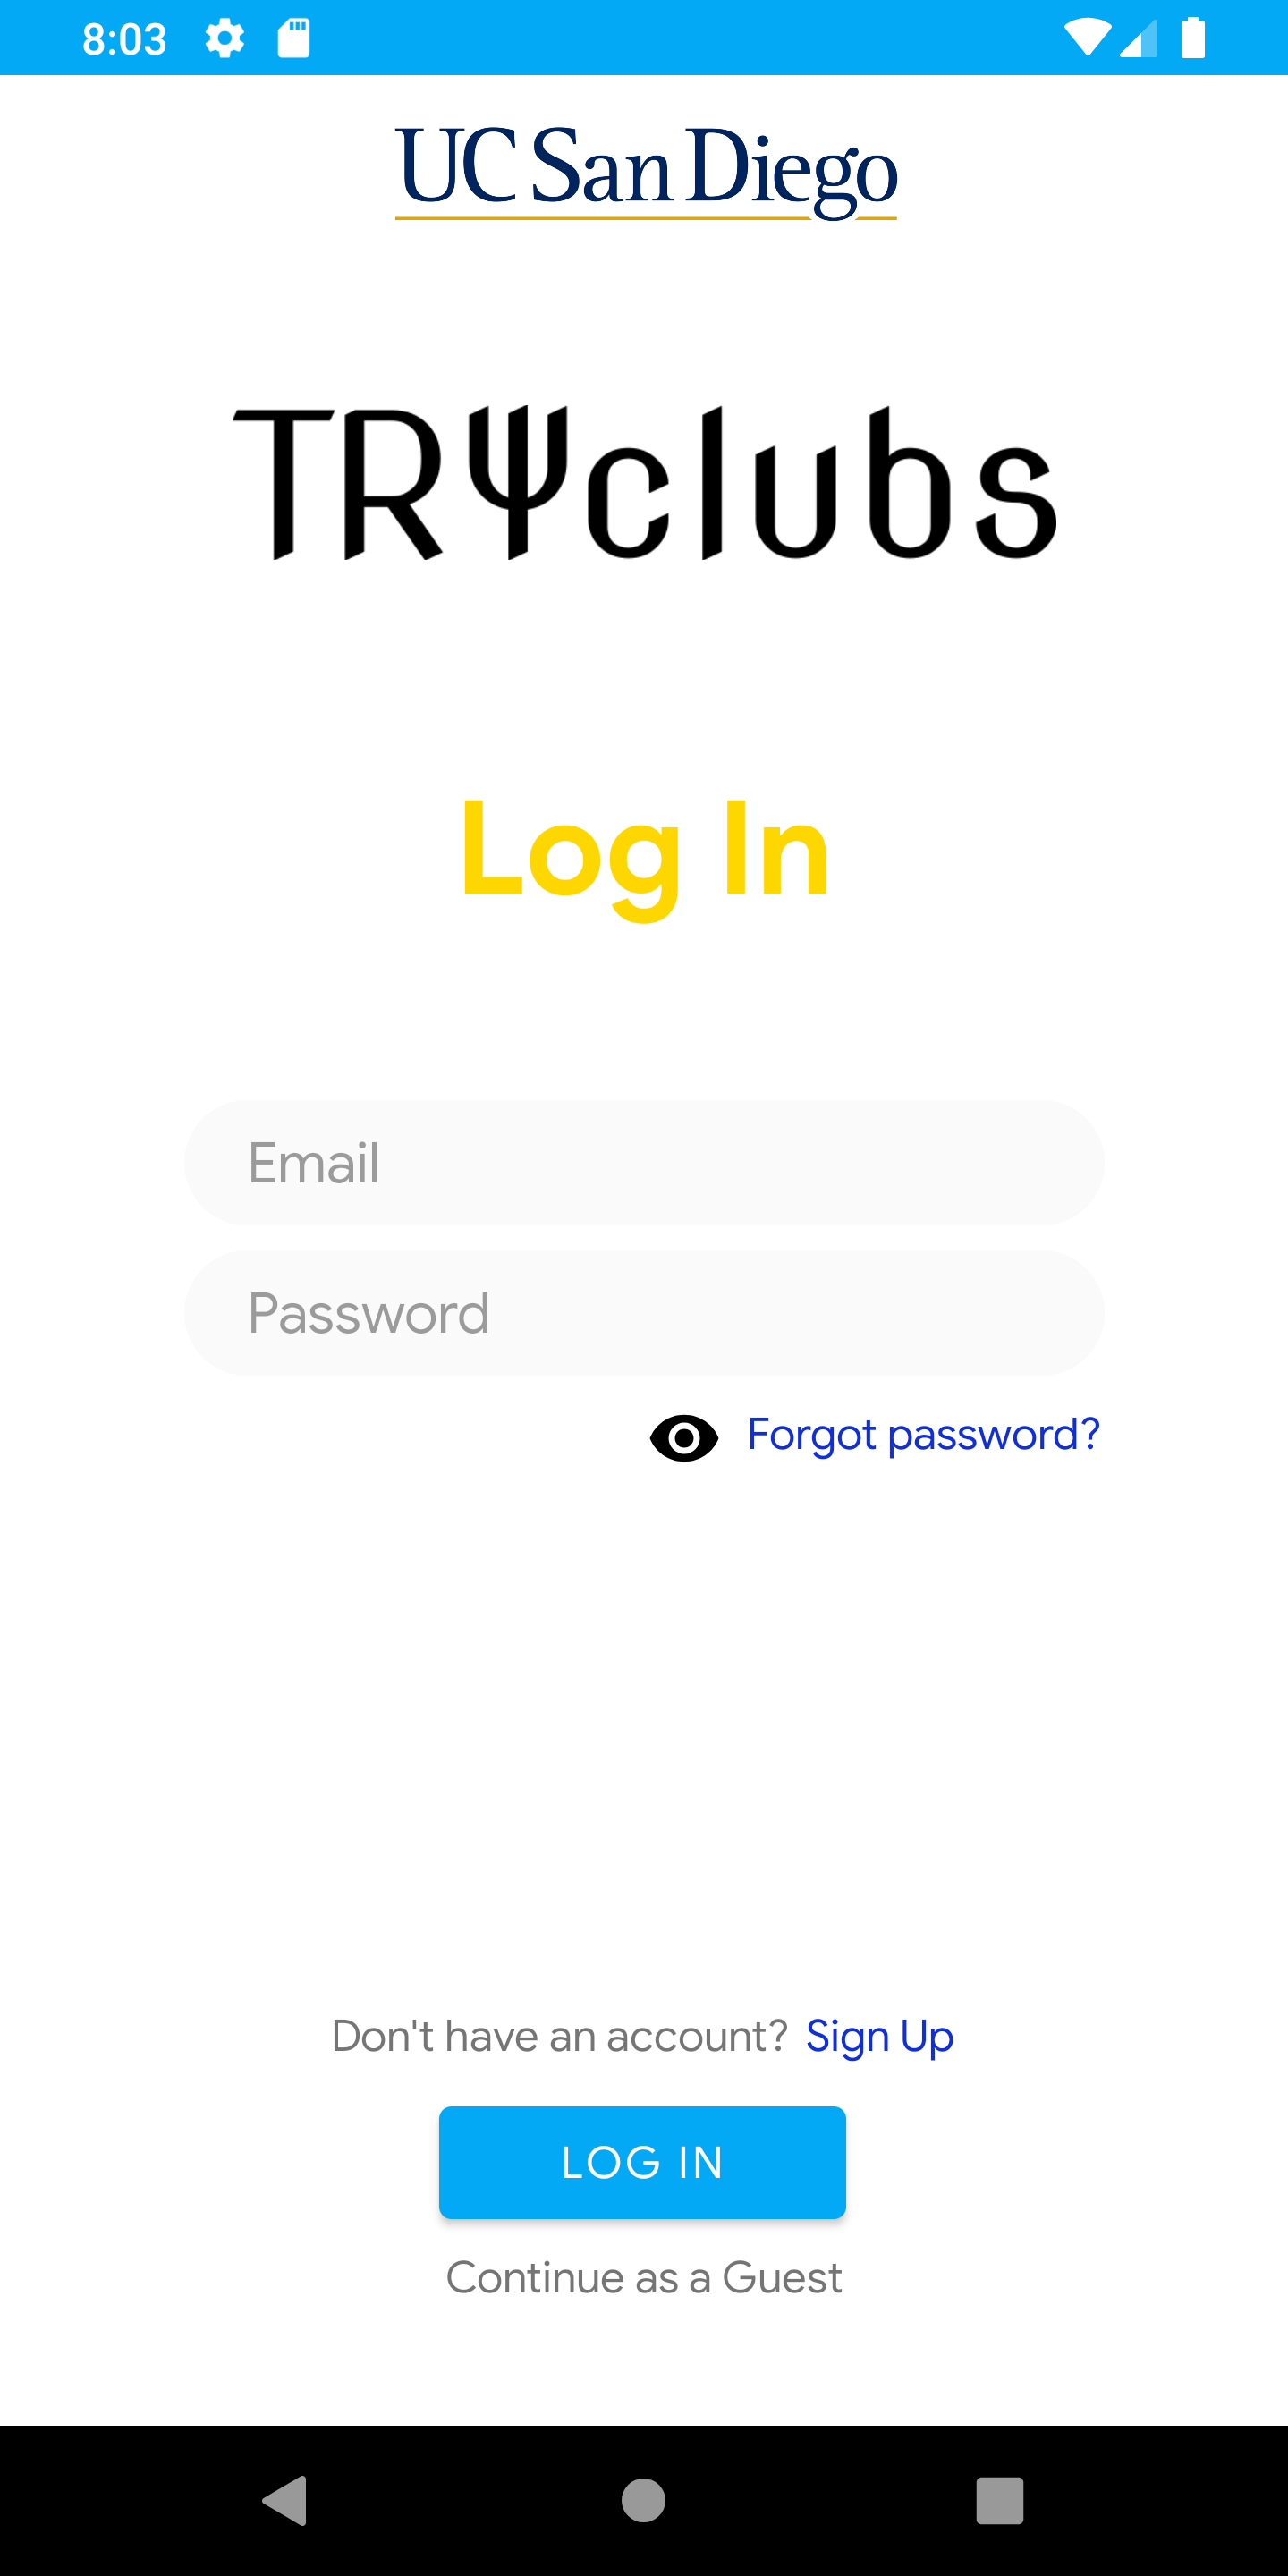 8:03
UC San Diego
TRΨclubs
Log In
Email
Password
Forgot password?
Don't have an account? Sign Up
LOG IN
Continue as a Guest